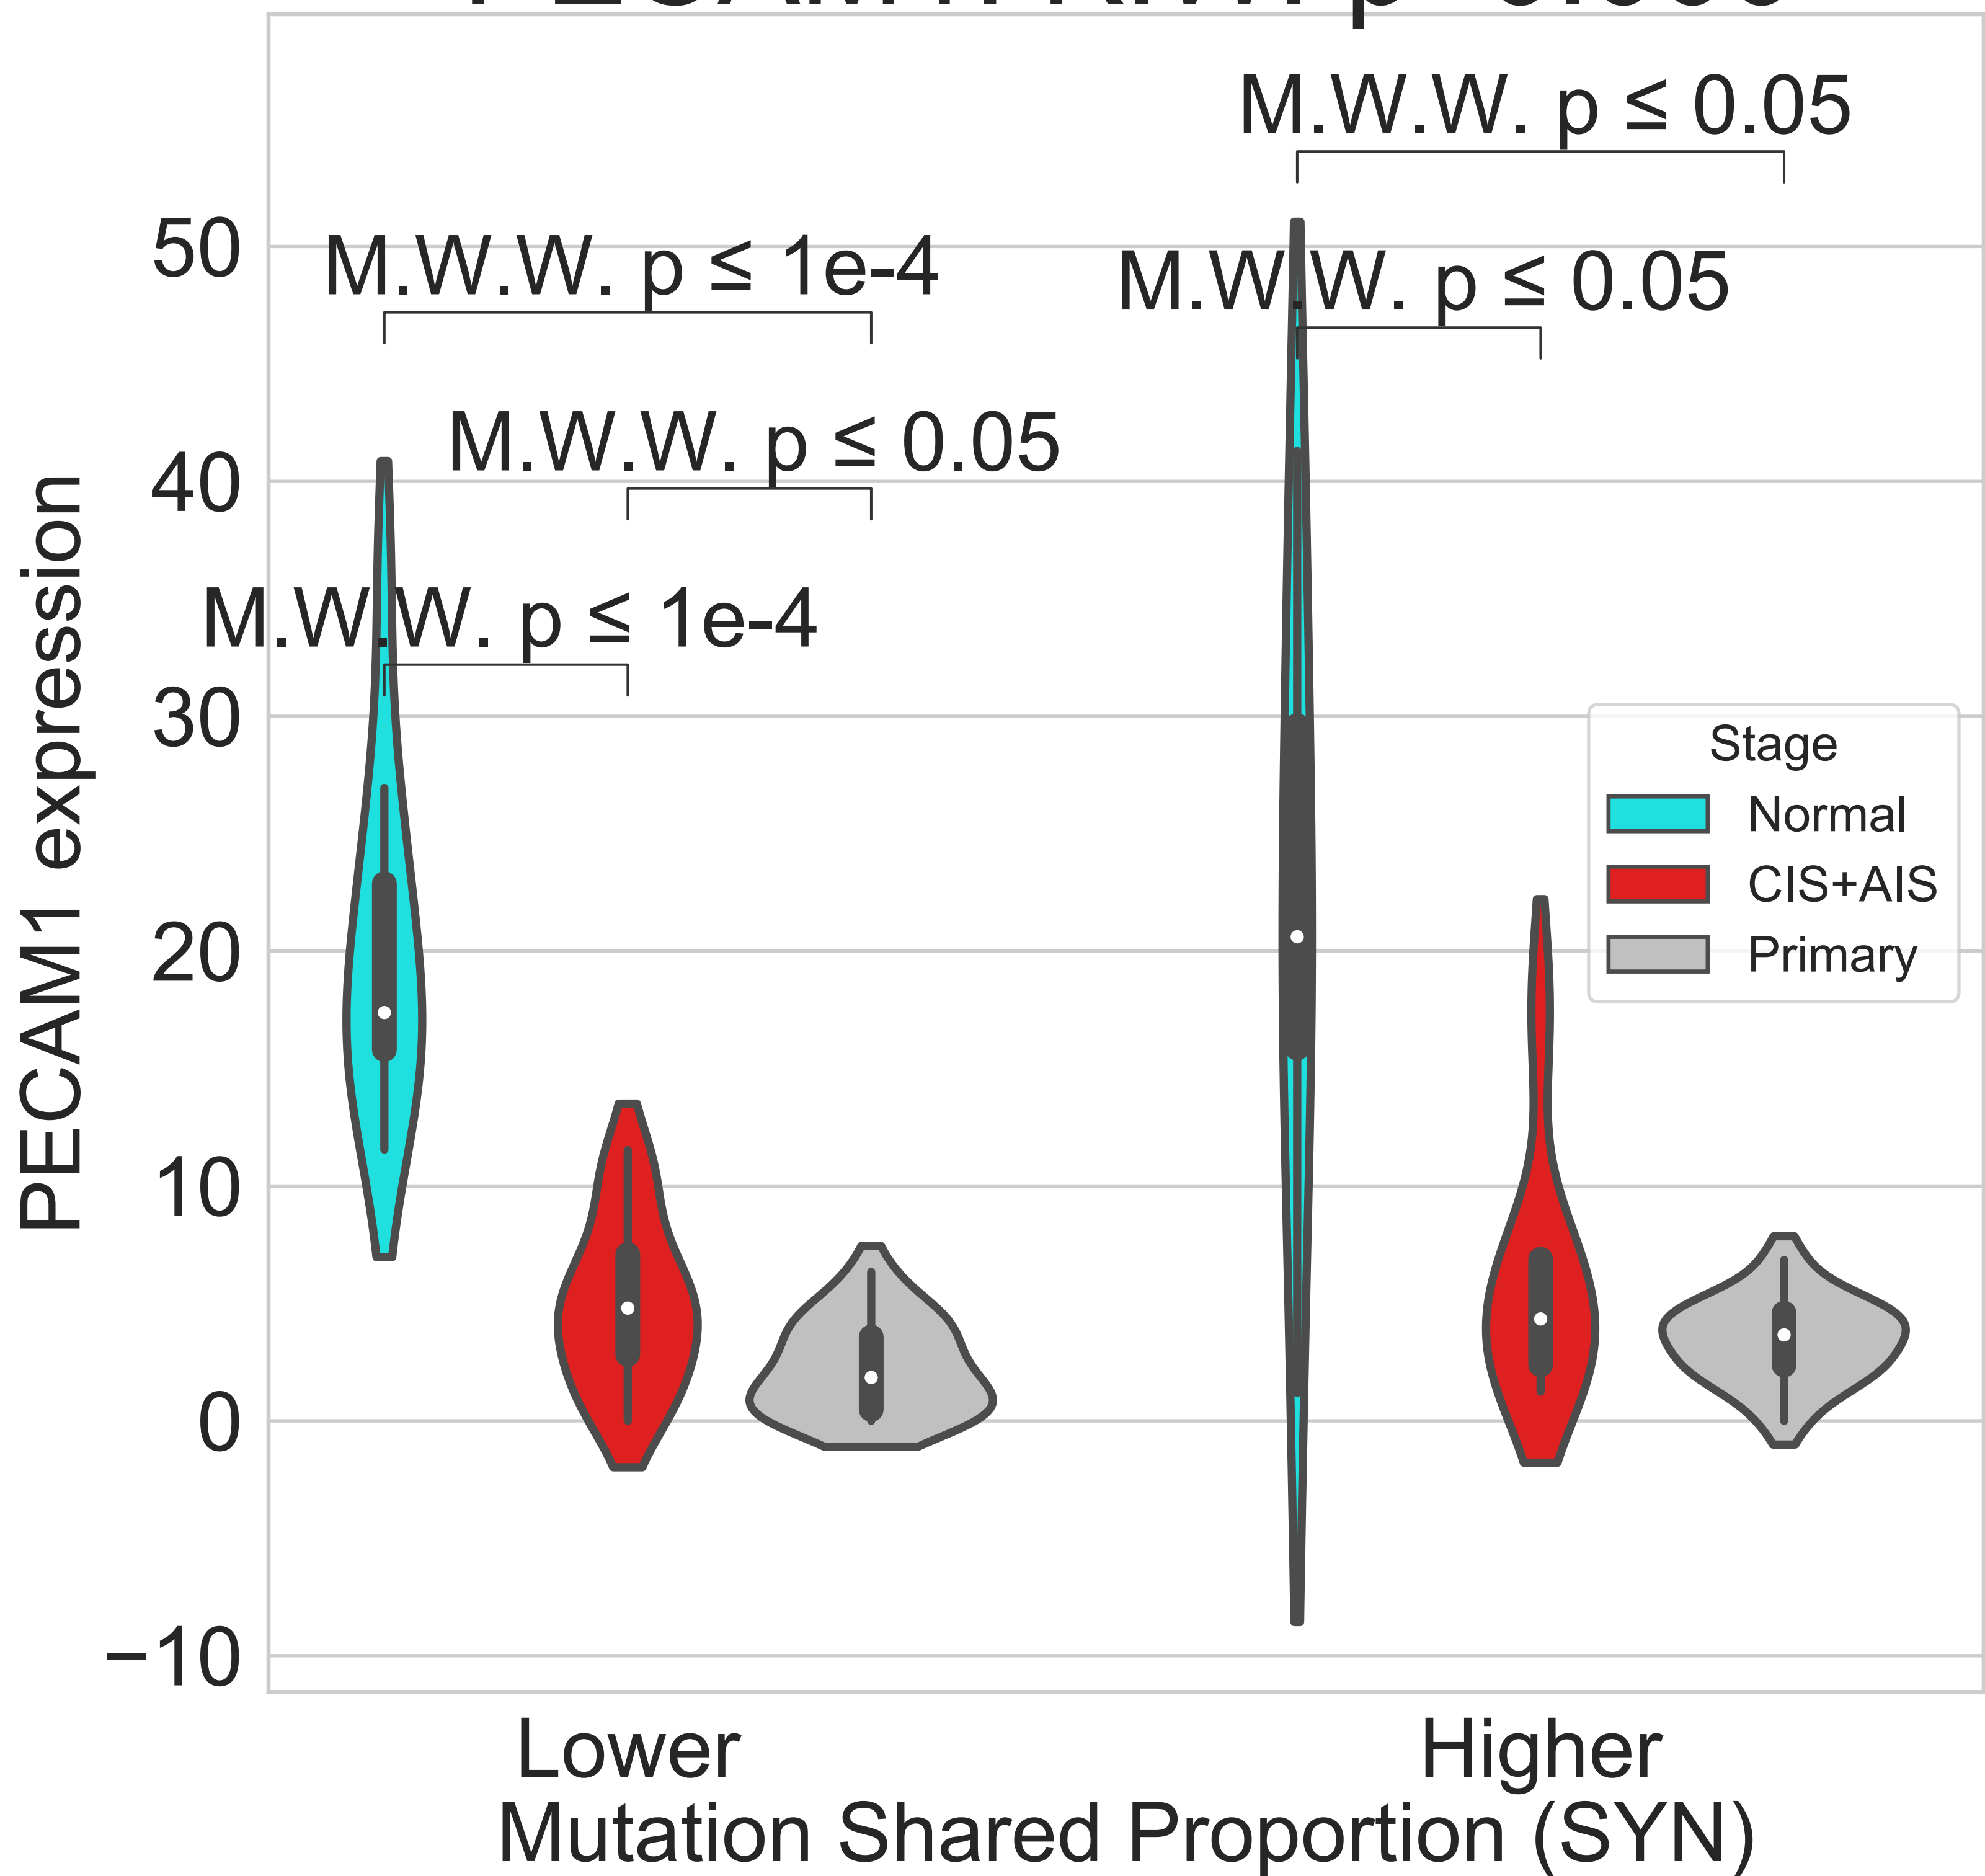 M.W.W. p ≤ 0.05
50
M.W.W. p ≤ 1e-4
M.W.W. p ≤ 0.05
40
M.W.W. p ≤ 0.05
M.W.W. p ≤ 1e-4
30
Stage
Normal
CIS+AIS
Primary
20
10
0
−10
PECAM1 expression
Lower
Higher
Mutation Shared Proportion (SYN)